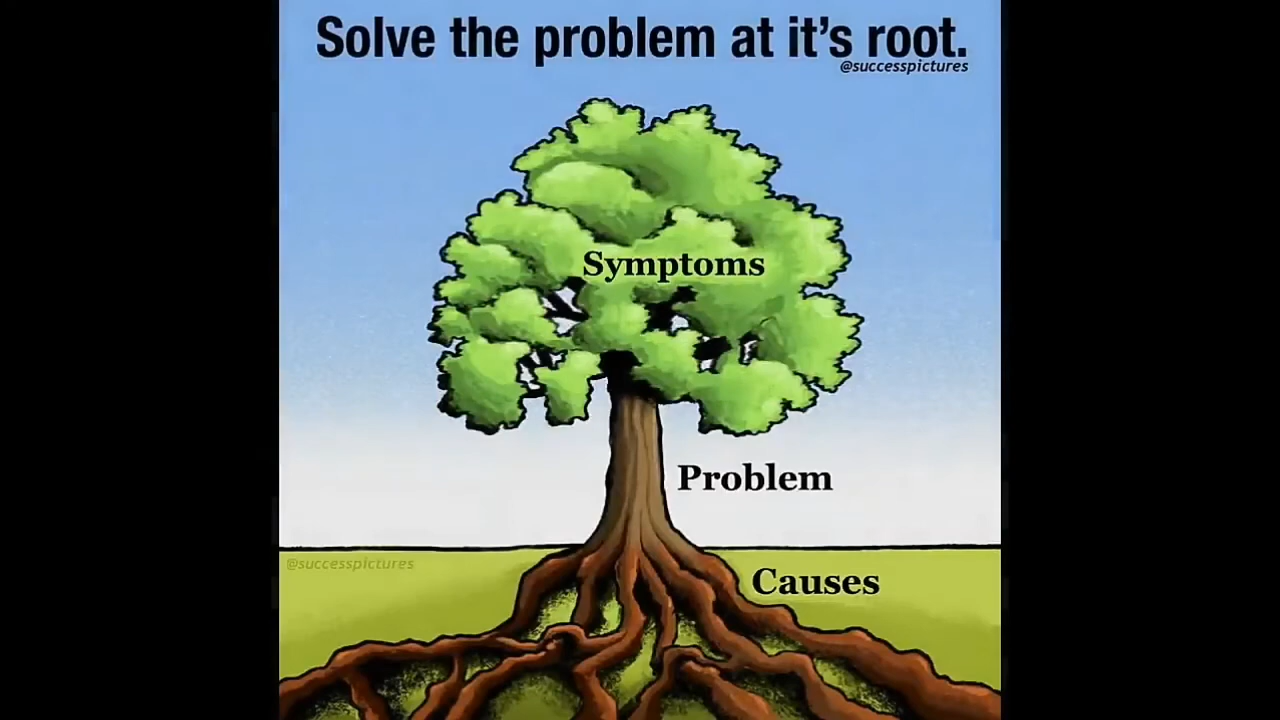 Solve the problem at it's root.
@successpictures
Symptoms
Problem
@successpictures
Causes